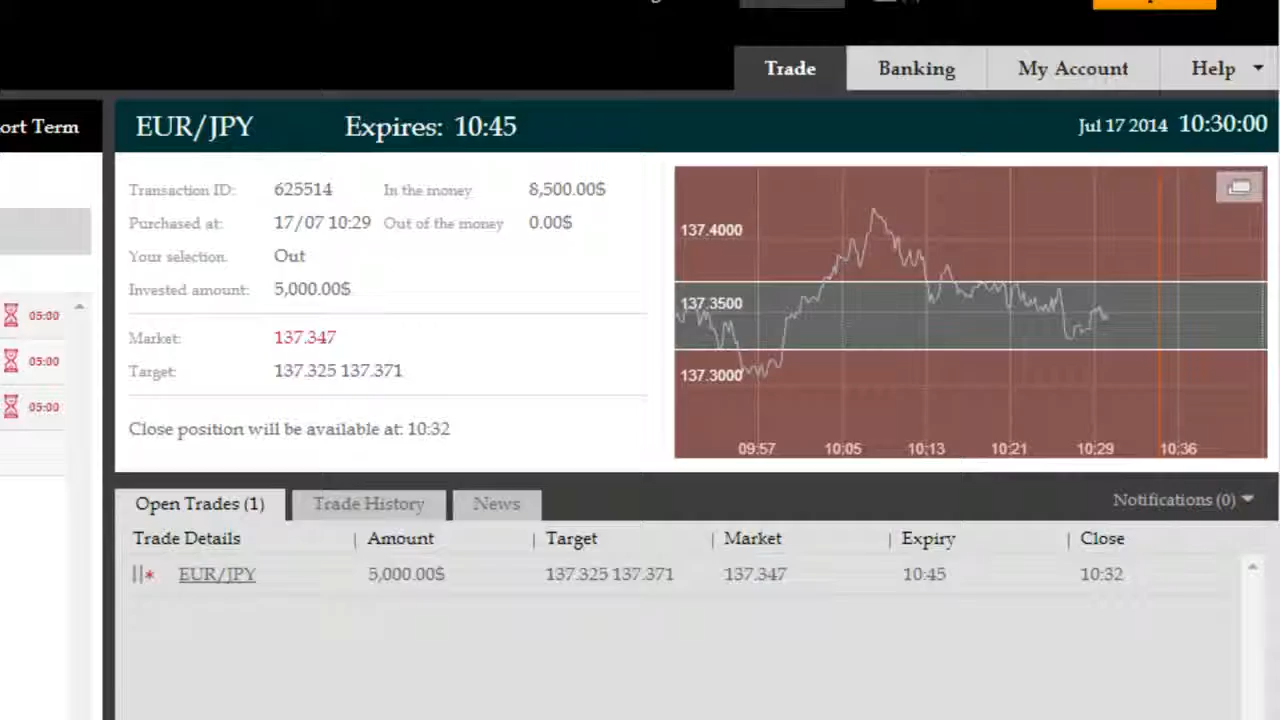 Trade Banking My Account Help
ort Term
EUR/JPY Expires: 10:45 Jul 17 2014 10:30:00
Transaction ID: 625514 In the money 8,500.00$
Purchased at: 17/07 10:29 Out of the money 0.00$
Your selection. Out
Invested amount: 5,000.00$
Market: 137.347
Target: 137.325 137.371
Close position will be available at: 10:32
137.4000
137.3500
137.3000
09:57 10:05 10:13 10:21 10:29 10:36
05:00
05:00
05:00
Open Trades (1) Trade History News Notifications (0)
Trade Details | Amount | Target | Market | Expiry | Close
||* EUR/JPY 5,000.00$ 137.325 137.371 137.347 10:45 10:32